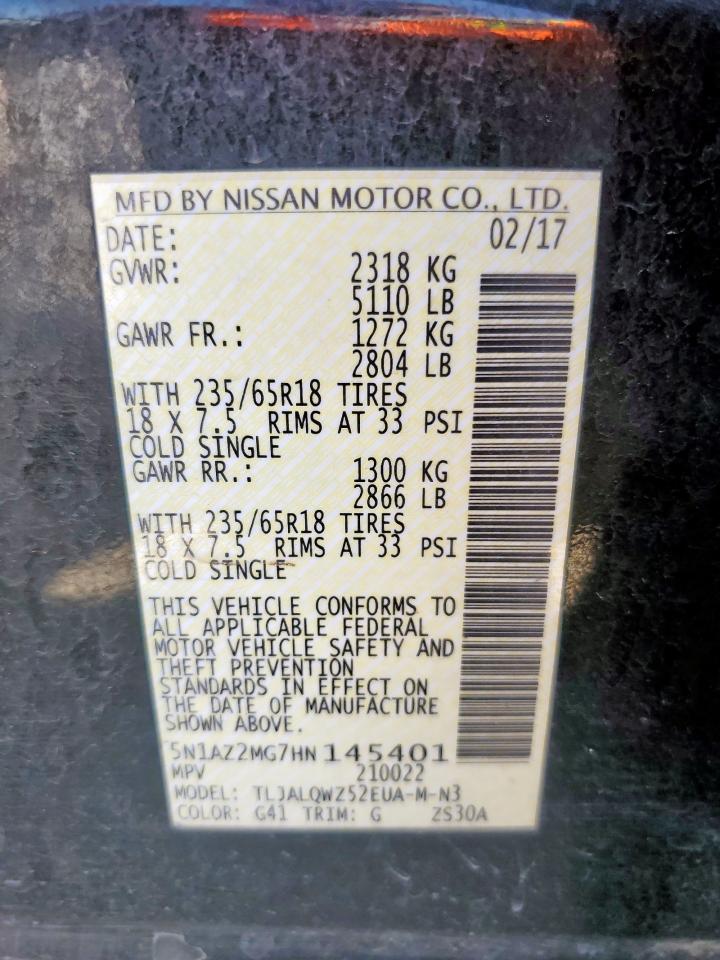 MFD BY NISSAN MOTOR CO., LTD.
DATE: 02/17
GVWR: 2318 KG
5110 LB
GAWR FR.: 1272 KG
2804 LB
WITH 235/65R18 TIRES
18 X 7.5 RIMS AT 33 PSI
COLD SINGLE
GAWR RR.: 1300 KG
2866 LB
WITH 235/65R18 TIRES
18 X 7.5 RIMS AT 33 PSI
COLD SINGLE
THIS VEHICLE CONFORMS TO
ALL APPLICABLE FEDERAL
MOTOR VEHICLE SAFETY AND
THEFT PREVENTION
STANDARDS IN EFFECT ON
THE DATE OF MANUFACTURE
SHOWN ABOVE.
5N1AZ2MG7HN145401
MPV 210022
MODEL: TLJALQWZ52EUA-M-N3
COLOR: G41 TRIM: G ZS30A